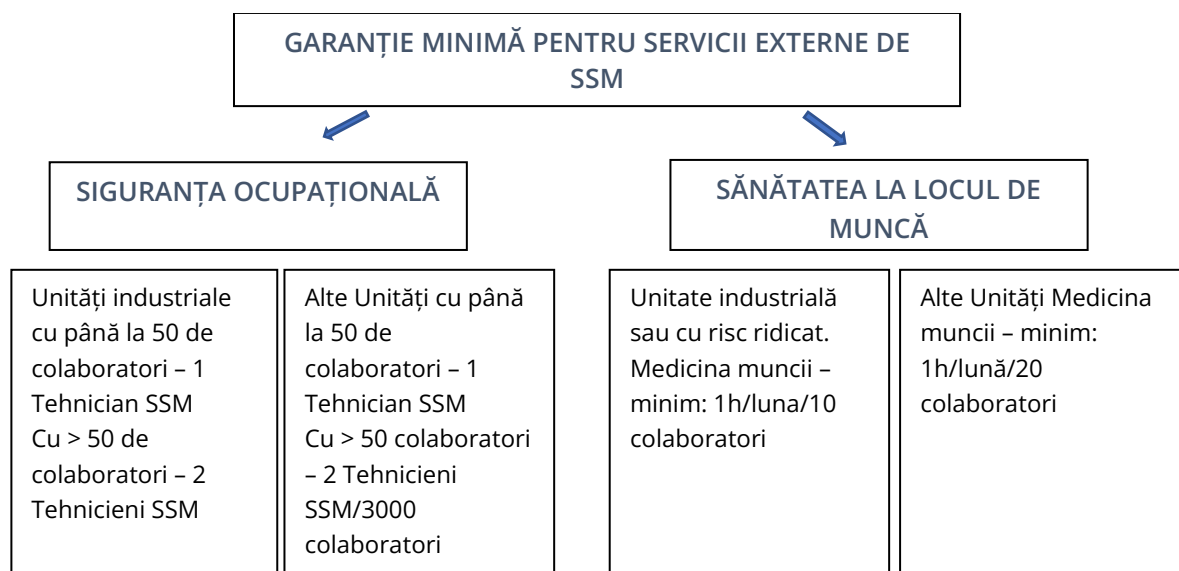 GARANȚIE MINIMĂ PENTRU SERVICII EXTERNE DE
SSM
SIGURANȚA OCUPAȚIONALĂ
SĂNĂTATEA LA LOCUL DE
MUNCĂ
Unități industriale
cu până la 50 de
colaboratori – 1
Tehnician SSM
Cu > 50 de
colaboratori – 2
Tehnicieni SSM
Alte Unități cu până
la 50 de
colaboratori – 1
Tehnician SSM
Cu > 50 colaboratori
– 2 Tehnicieni
SSM/3000
colaboratori
Unitate industrială
sau cu risc ridicat.
Medicina muncii –
minim: 1h/luna/10
colaboratori
Alte Unități Medicina
muncii – minim:
1h/lună/20
colaboratori